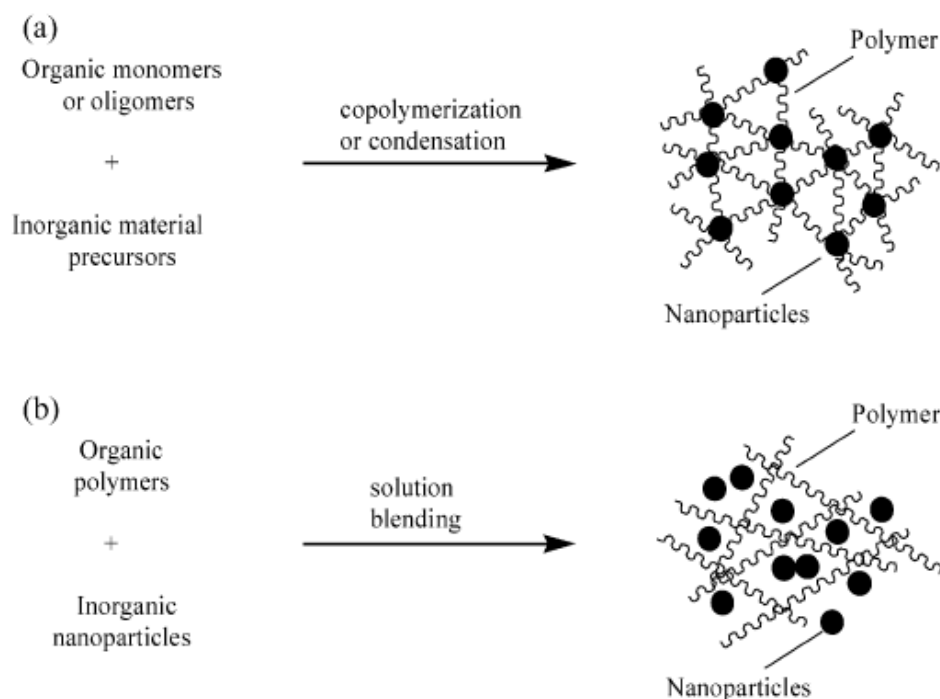 (a)
Organic monomers
or oligomers
+
Inorganic material
precursors
copolymerization
or condensation
Polymer
Nanoparticles
(b)
Organic
polymers
+
Inorganic
nanoparticles
solution
blending
Polymer
Nanoparticles